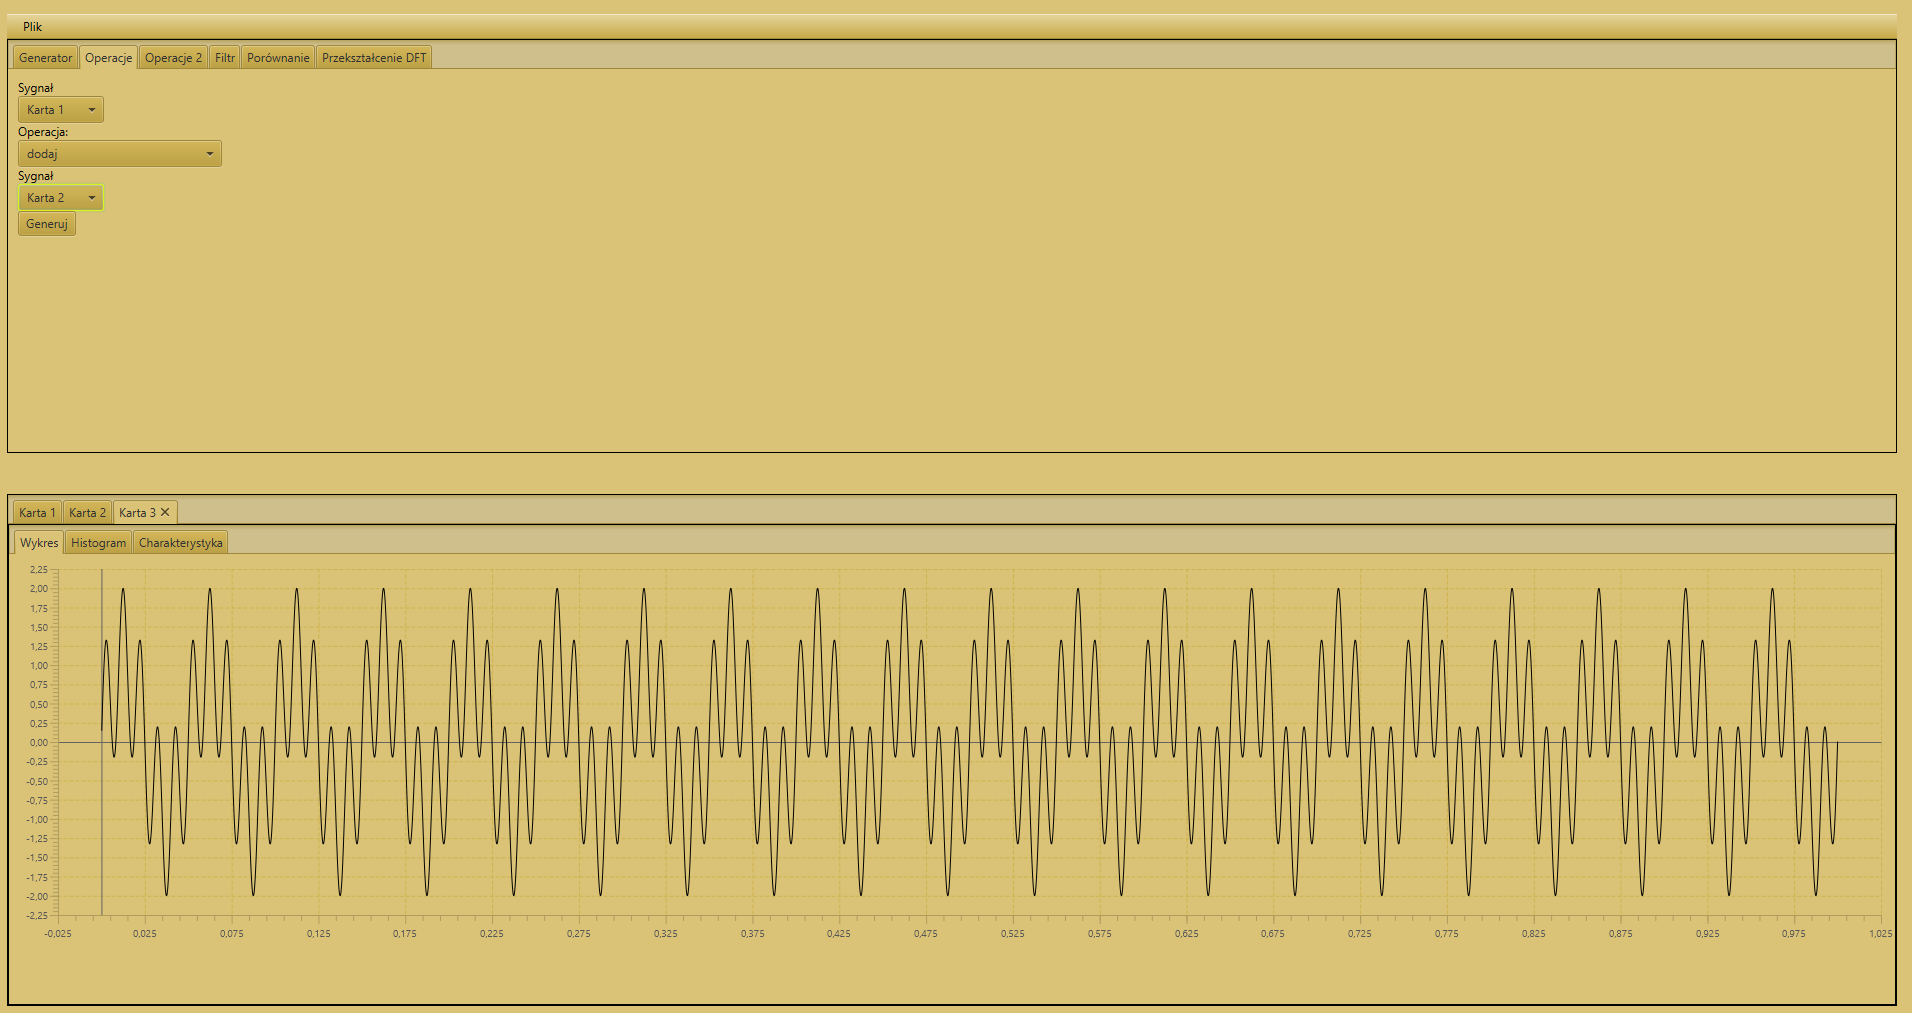 Plik
Generator Operacje Operacje 2 Filtr Porównanie Przekształcenie DFT
Sygnał
Karta 1
Operacja:
dodaj
Sygnał
Karta 2
Generuj
Karta 1 Karta 2 Karta 3
Wykres Histogram Charakterystyka
2,25
2,00
1,75
1,50
1,25
1,00
0,75
0,50
0,25
0,00
-0,25
-0,50
-0,75
-1,00
-1,25
-1,50
-1,75
-2,00
-2,25
-0,025 0,025 0,075 0,125 0,175 0,225 0,275 0,325 0,375 0,425 0,475 0,525 0,575 0,625 0,675 0,725 0,775 0,825 0,875 0,925 0,975 1,025